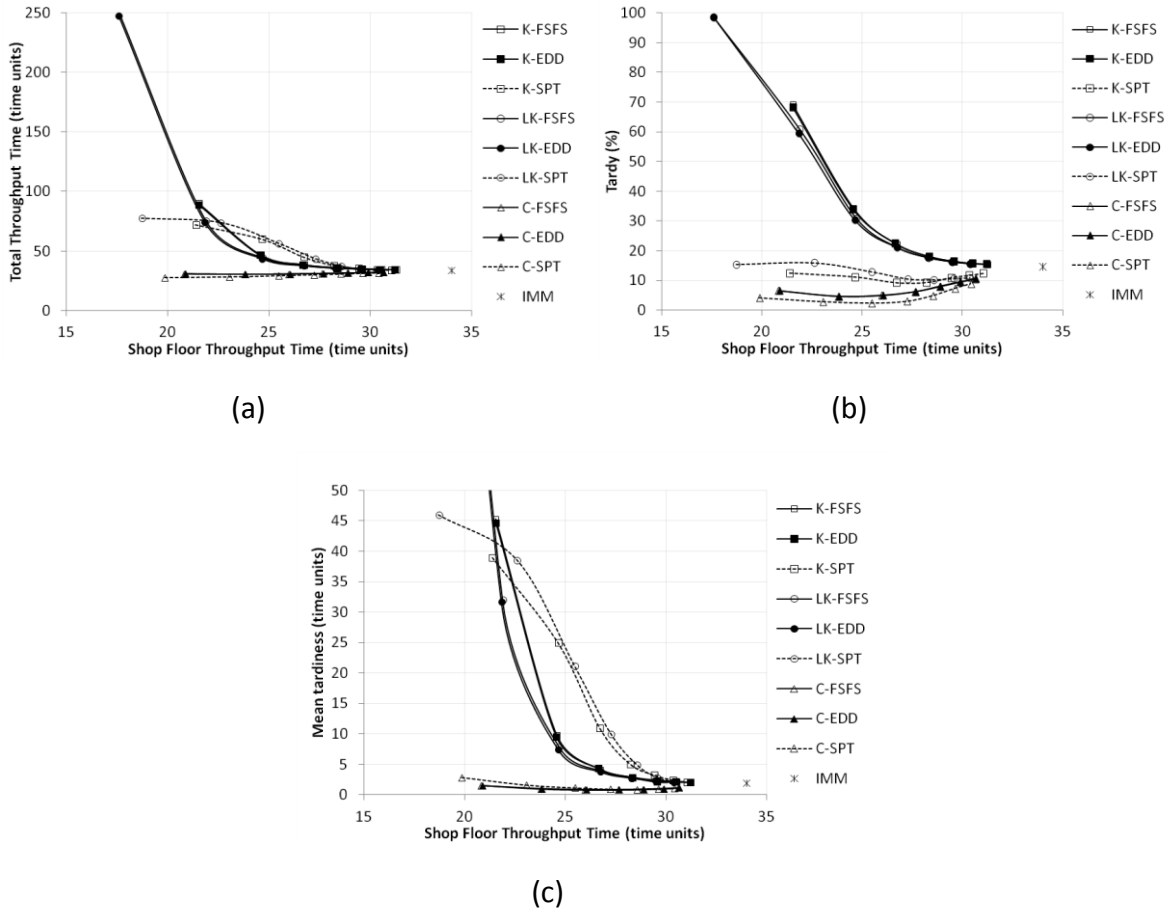 250
200
150
100
50
0
Total Throughput Time (time units)
15 20 25 30 35
Shop Floor Throughput Time (time units)
K-FSFS
K-EDD
K-SPT
LK-FSFS
LK-EDD
LK-SPT
C-FSFS
C-EDD
C-SPT
IMM
(a)
100
90
80
70
60
50
40
30
20
10
0
Tardy (%)
15 20 25 30 35
Shop Floor Throughput Time (time units)
K-FSFS
K-EDD
K-SPT
LK-FSFS
LK-EDD
LK-SPT
C-FSFS
C-EDD
C-SPT
IMM
(b)
50
45
40
35
30
25
20
15
10
5
0
Mean tardiness (time units)
15 20 25 30 35
Shop Floor Throughput Time (time units)
K-FSFS
K-EDD
K-SPT
LK-FSFS
LK-EDD
LK-SPT
C-FSFS
C-EDD
C-SPT
IMM
(c)